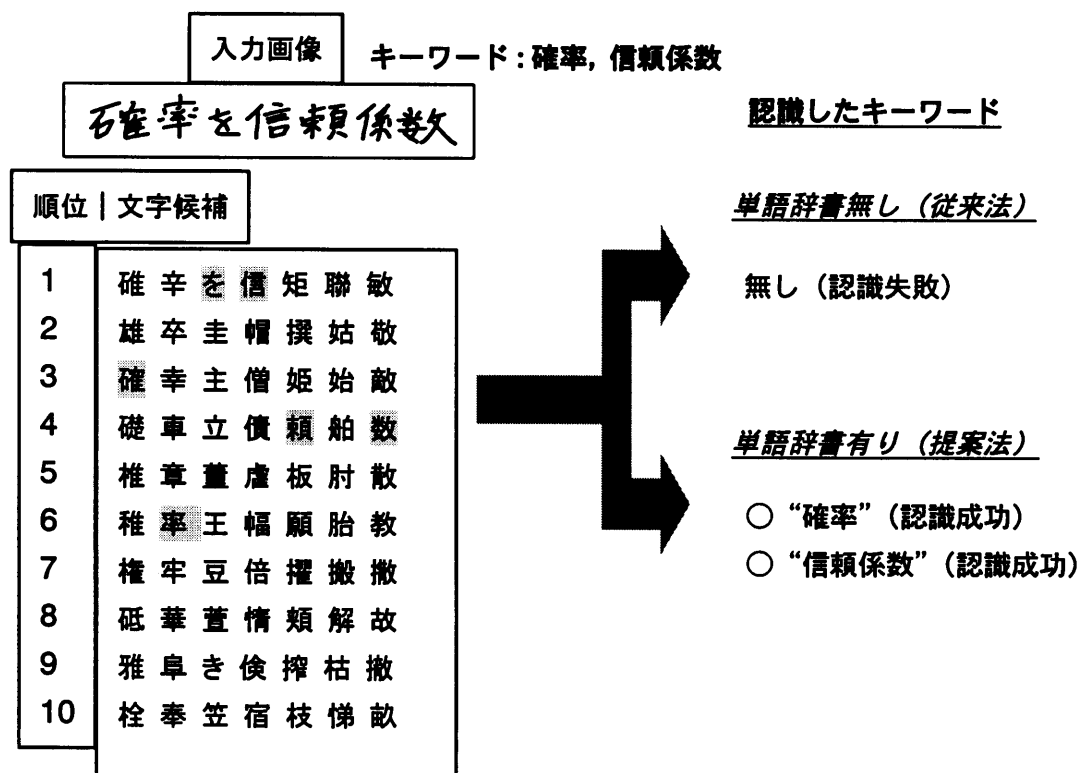 入力画像
キーワード:確率, 信頼係数
確率を信頼係数
順位 | 文字候補
1 碓 辛 を 信 矩 聯 敏
2 雄 卒 圭 帽 撰 姑 敬
3 確 幸 主 僧 姫 始 敵
4 礎 車 立 債 頼 舶 数
5 椎 章 董 虐 板 肘 散
6 稚 率 王 幅 願 胎 教
7 権 牢 豆 倍 擢 搬 撒
8 砥 華 萱 情 頬 解 故
9 雅 阜 き 倹 搾 枯 撤
10 栓 奉 笠 宿 枝 悌 畝
認識したキーワード
単語辞書無し(従来法)
無し(認識失敗)
単語辞書有り(提案法)
○ “確率”(認識成功)
○ “信頼係数”(認識成功)